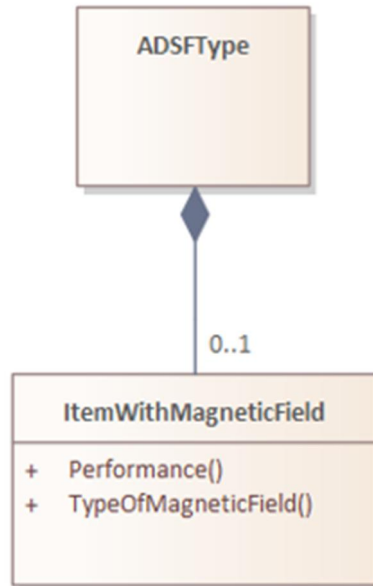 ADSFType
0..1
ItemWithMagneticField
+ Performance()
+ TypeOfMagneticField()